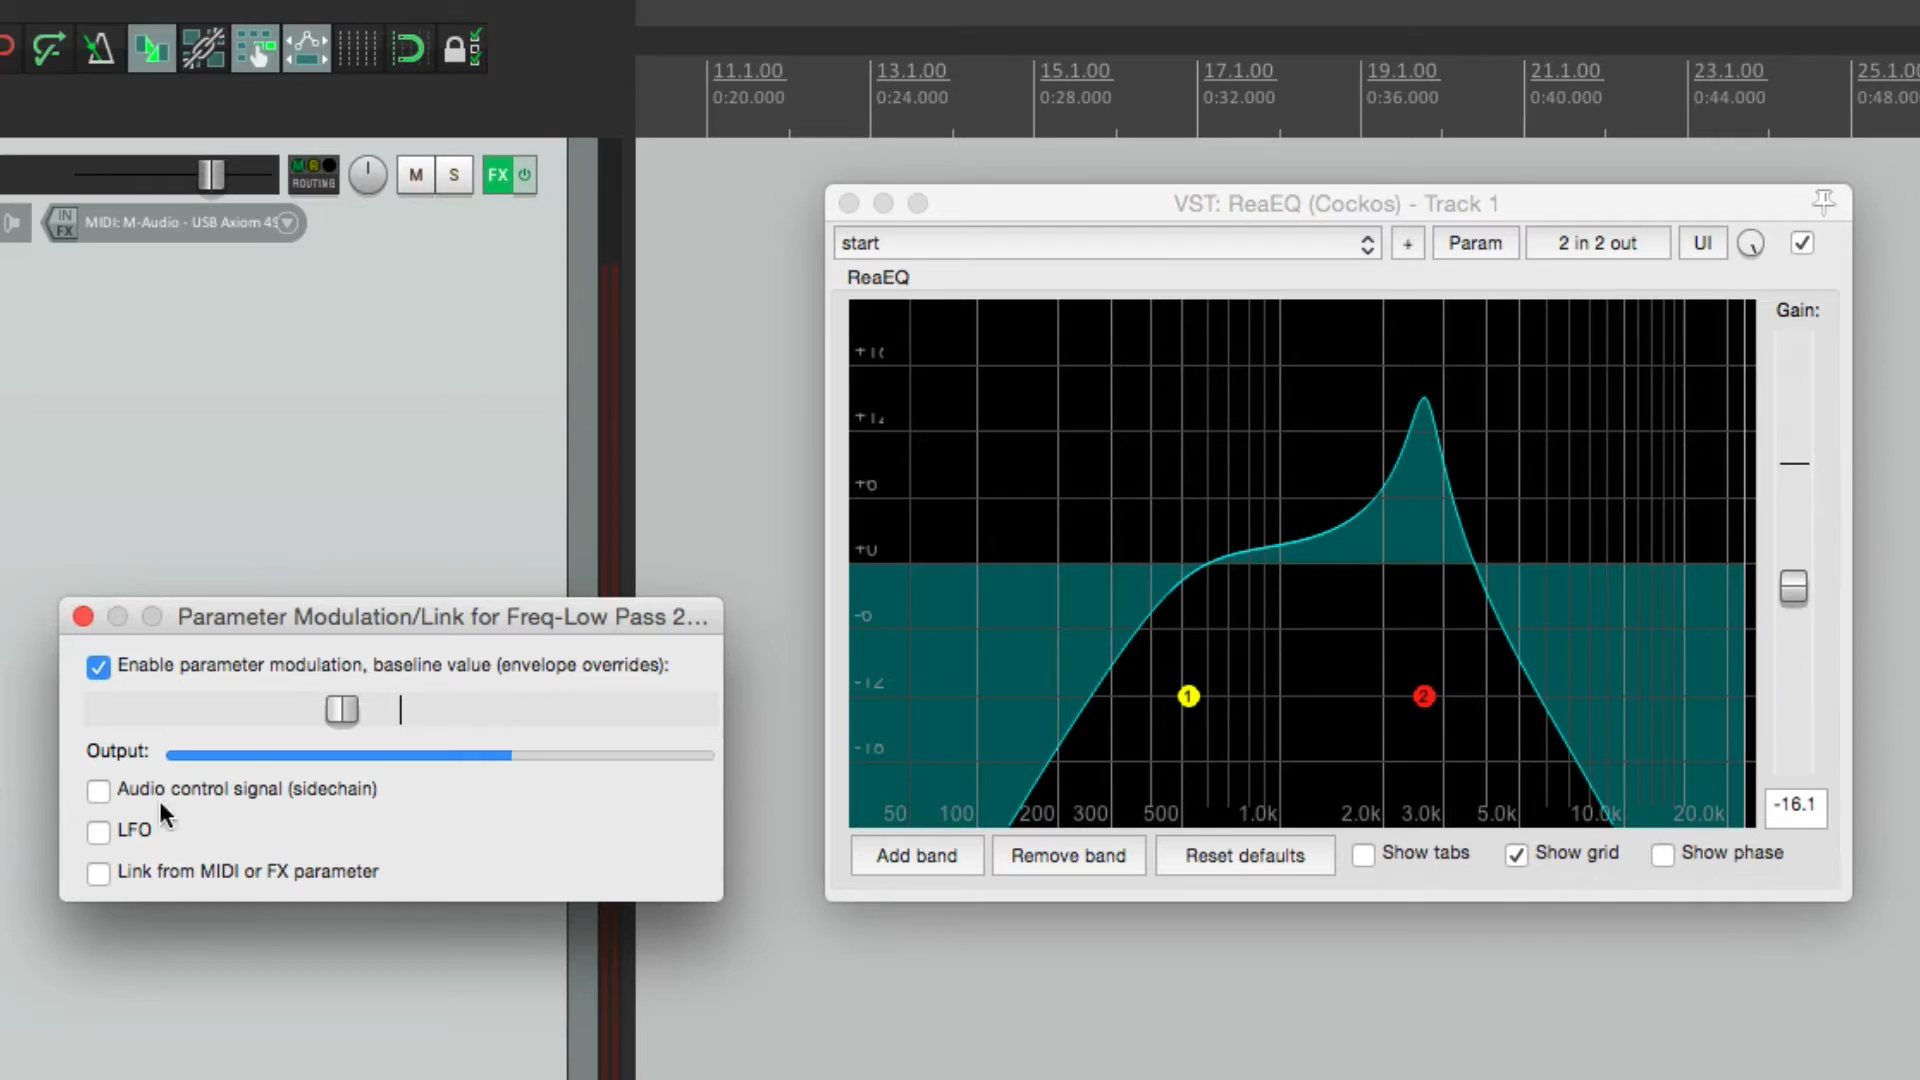 11.1.00 13.1.00 15.1.00 17.1.00 19.1.00 21.1.00 23.1.00
0:20.000 0:24.000 0:28.000 0:32.000 0:36.000 0:40.000 0:44.000
M R
ROUTING
M S FX
IN FX
MIDI: M-Audio - USB Axiom 49
VST: ReaEQ (Cockos) - Track 1
start + Param 2 in 2 out UI
ReaEQ
Gain:
+0
-0
1 2
50 100 200 300 500 1.0k 2.0k 3.0k 5.0k 10.0k 20.0k
-16.1
Add band Remove band Reset defaults Show tabs Show grid Show phase
Parameter Modulation/Link for Freq-Low Pass 2...
Enable parameter modulation, baseline value (envelope overrides):
Output:
Audio control signal (sidechain)
LFO
Link from MIDI or FX parameter